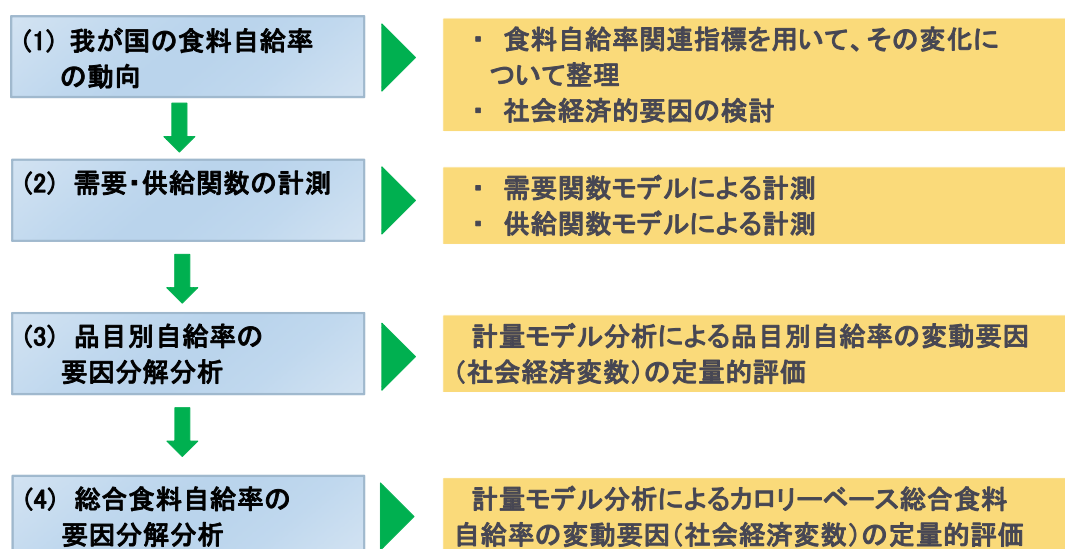 (1) 我が国の食料自給率
の動向
・ 食料自給率関連指標を用いて、その変化に
ついて整理
・ 社会経済的要因の検討
(2) 需要・供給関数の計測
・ 需要関数モデルによる計測
・ 供給関数モデルによる計測
(3) 品目別自給率の
要因分解分析
計量モデル分析による品目別自給率の変動要因
(社会経済変数)の定量的評価
(4) 総合食料自給率の
要因分解分析
計量モデル分析によるカロリーベース総合食料
自給率の変動要因(社会経済変数)の定量的評価